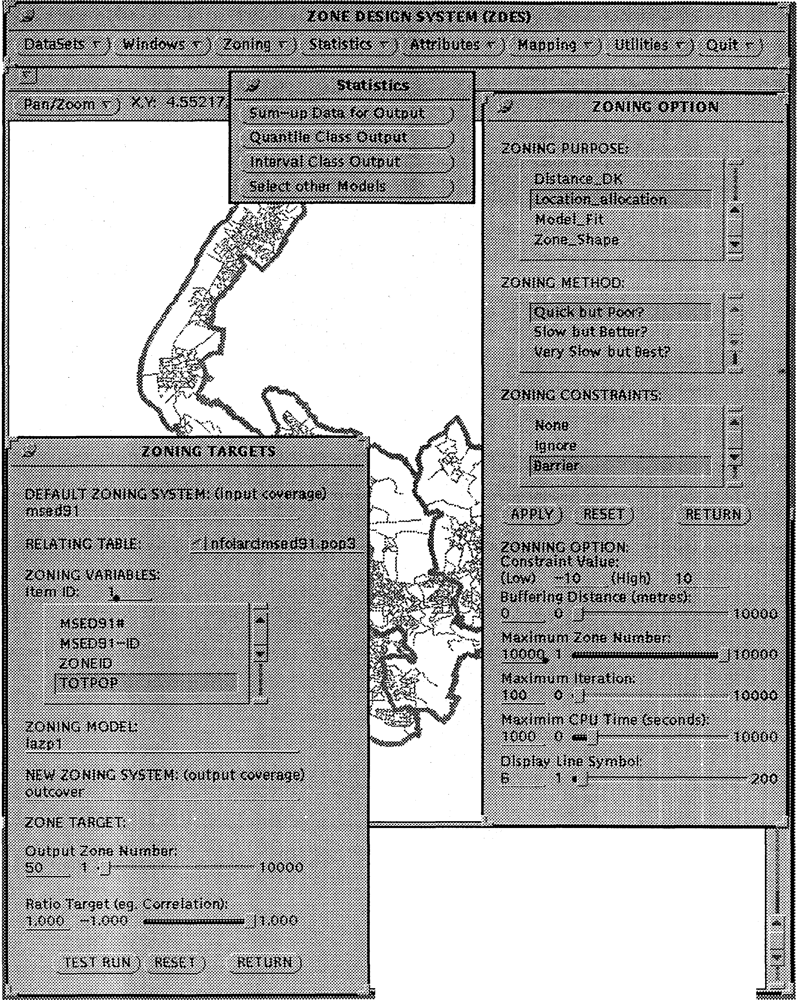 ZONE DESIGN SYSTEM (ZDES)
DataSets Windows Zoning Statistics Attributes Mapping Utilities Quit
Pan/Zoom X,Y: 4.55217,
Statistics
Sum-up Data for Output
Quantile Class Output
Interval Class Output
Select other Models
ZONING OPTION
ZONING PURPOSE:
Distance_DK
Location_allocation
Model_Fit
Zone_Shape
ZONING METHOD:
Quick but Poor?
Slow but Better?
Very Slow but Best?
ZONING CONSTRAINTS:
None
Ignore
Barrier
APPLY RESET RETURN
ZONNING OPTION:
Constraint Value:
(Low) -10 (High) 10
Buffering Distance (metres):
0 0 10000
Maximum Zone Number:
10000 1 10000
Maximum Iteration:
100 0 10000
Maximim CPU Time (seconds):
1000 0 10000
Display Line Symbol:
6 1 200
ZONING TARGETS
DEFAULT ZONING SYSTEM: (input coverage)
msed91
RELATING TABLE: nfo|arc|msed91.pop3
ZONING VARIABLES:
Item ID: 1
MSED91#
MSED91-ID
ZONEID
TOTPOP
ZONING MODEL:
lazp1
NEW ZONING SYSTEM: (output coverage)
outcover
ZONE TARGET:
Output Zone Number:
50 1 10000
Ratio Target (eg. Correlation):
1.000 -1.000 1.000
TEST RUN RESET RETURN